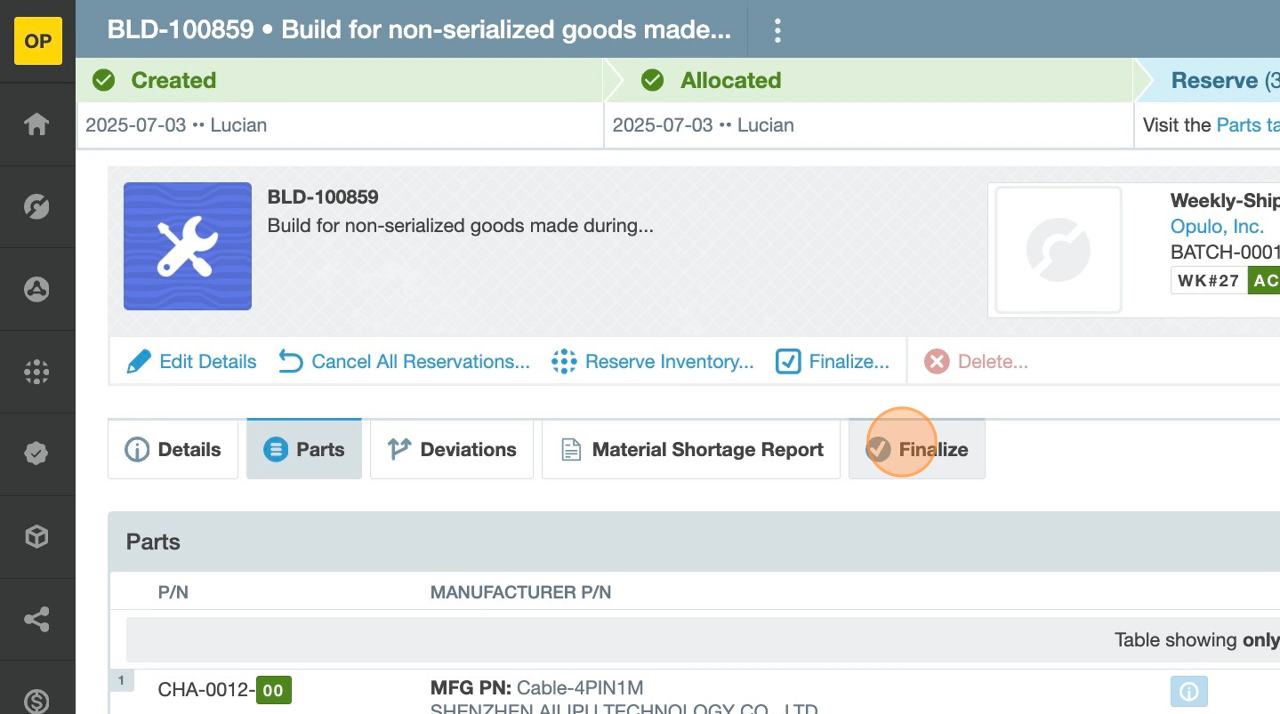 OP
BLD-100859 • Build for non-serialized goods made...
Created
Allocated
Reserve (3
2025-07-03 •• Lucian
2025-07-03 •• Lucian
Visit the Parts ta
BLD-100859
Build for non-serialized goods made during...
Weekly-Ship
Opulo, Inc.
BATCH-0001
WK#27 AC
Edit Details
Cancel All Reservations...
Reserve Inventory...
Finalize...
Delete...
Details
Parts
Deviations
Material Shortage Report
Finalize
Parts
P/N
MANUFACTURER P/N
Table showing only
1
CHA-0012-00
MFG PN: Cable-4PIN1M
SHENZHEN AILIPU TECHNOLOGY CO., LTD